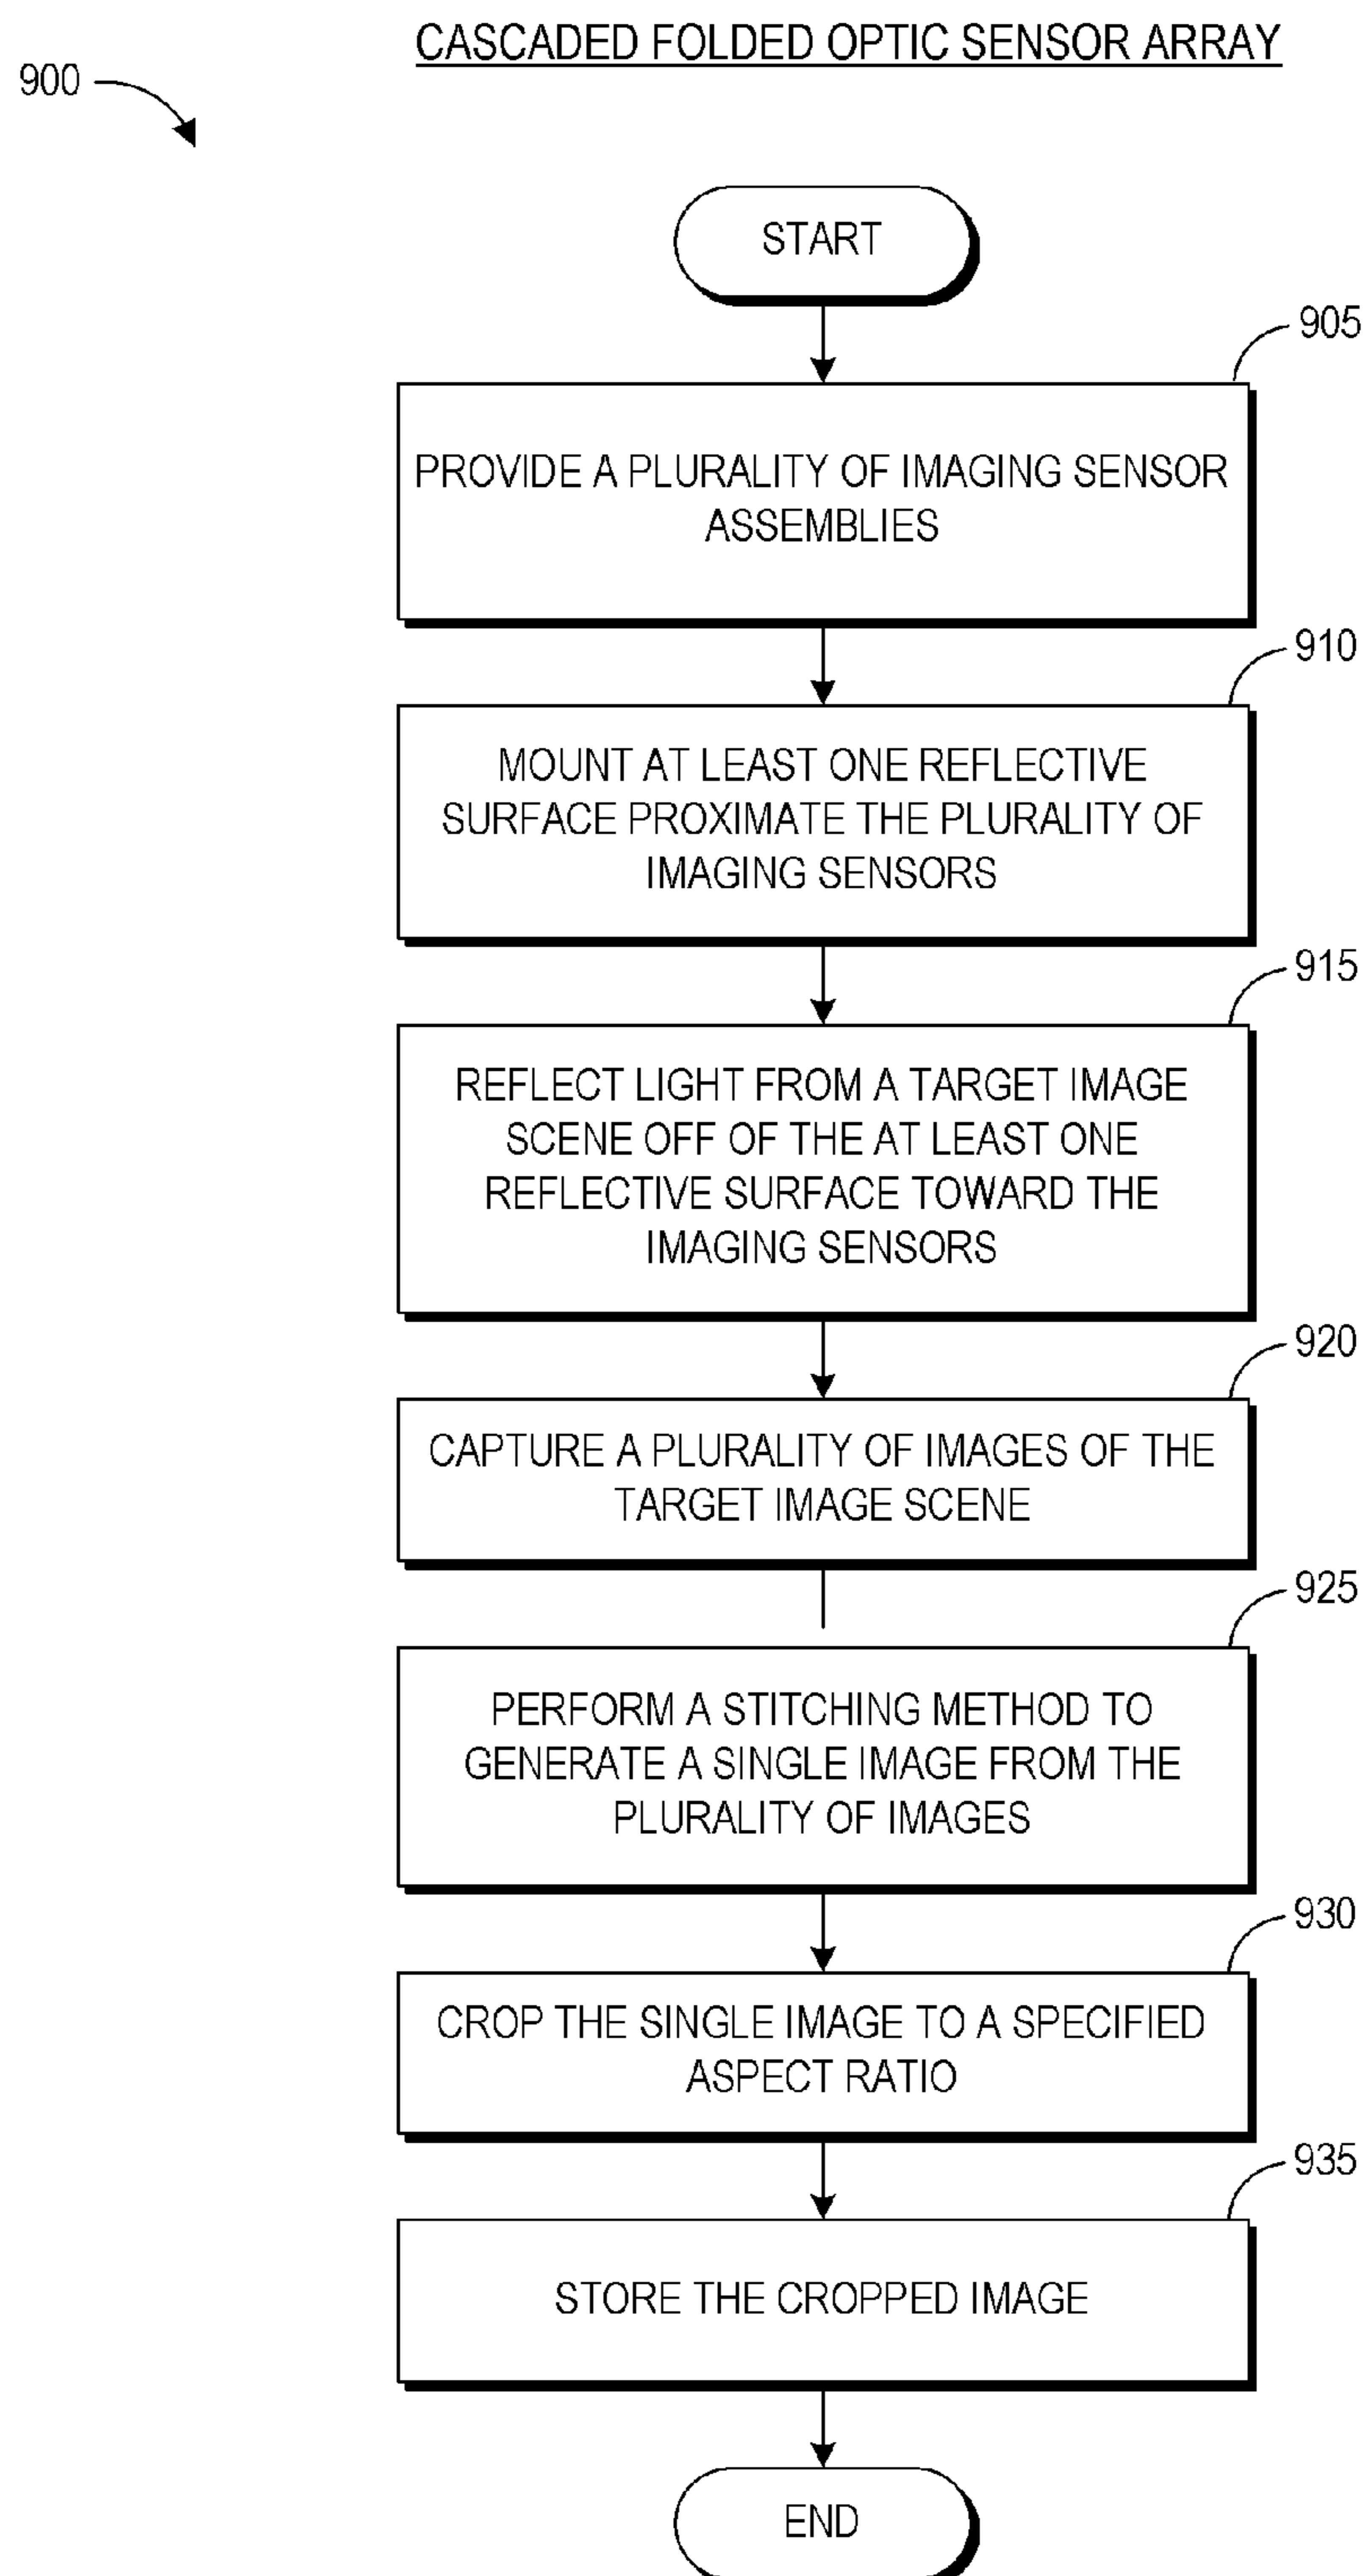 CASCADED FOLDED OPTIC SENSOR ARRAY
900
START
905
PROVIDE A PLURALITY OF IMAGING SENSOR
ASSEMBLIES
910
MOUNT AT LEAST ONE REFLECTIVE
SURFACE PROXIMATE THE PLURALITY OF
IMAGING SENSORS
915
REFLECT LIGHT FROM A TARGET IMAGE
SCENE OFF OF THE AT LEAST ONE
REFLECTIVE SURFACE TOWARD THE
IMAGING SENSORS
920
CAPTURE A PLURALITY OF IMAGES OF THE
TARGET IMAGE SCENE
925
PERFORM A STITCHING METHOD TO
GENERATE A SINGLE IMAGE FROM THE
PLURALITY OF IMAGES
930
CROP THE SINGLE IMAGE TO A SPECIFIED
ASPECT RATIO
935
STORE THE CROPPED IMAGE
END